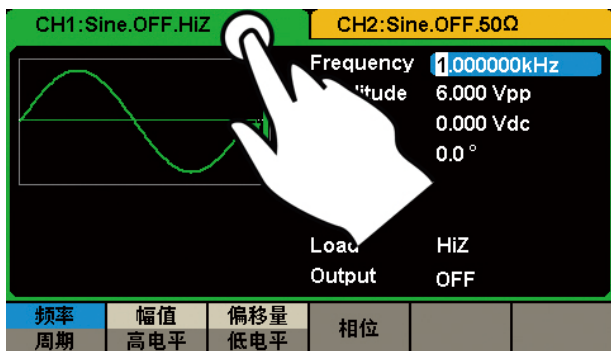 CH1:Sine.OFF.HiZ CH2:Sine.OFF.50Ω
Frequency 1.000000kHz
6.000 Vpp
0.000 Vdc
0.0 °
Load HiZ
Output OFF
频率 幅值 偏移量 相位
周期 高电平 低电平